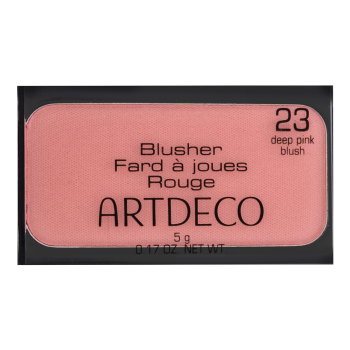 23
deep pink
blush
Blusher
Fard à joues
Rouge
ARTDECO
5 g
0.17 OZ. NET WT